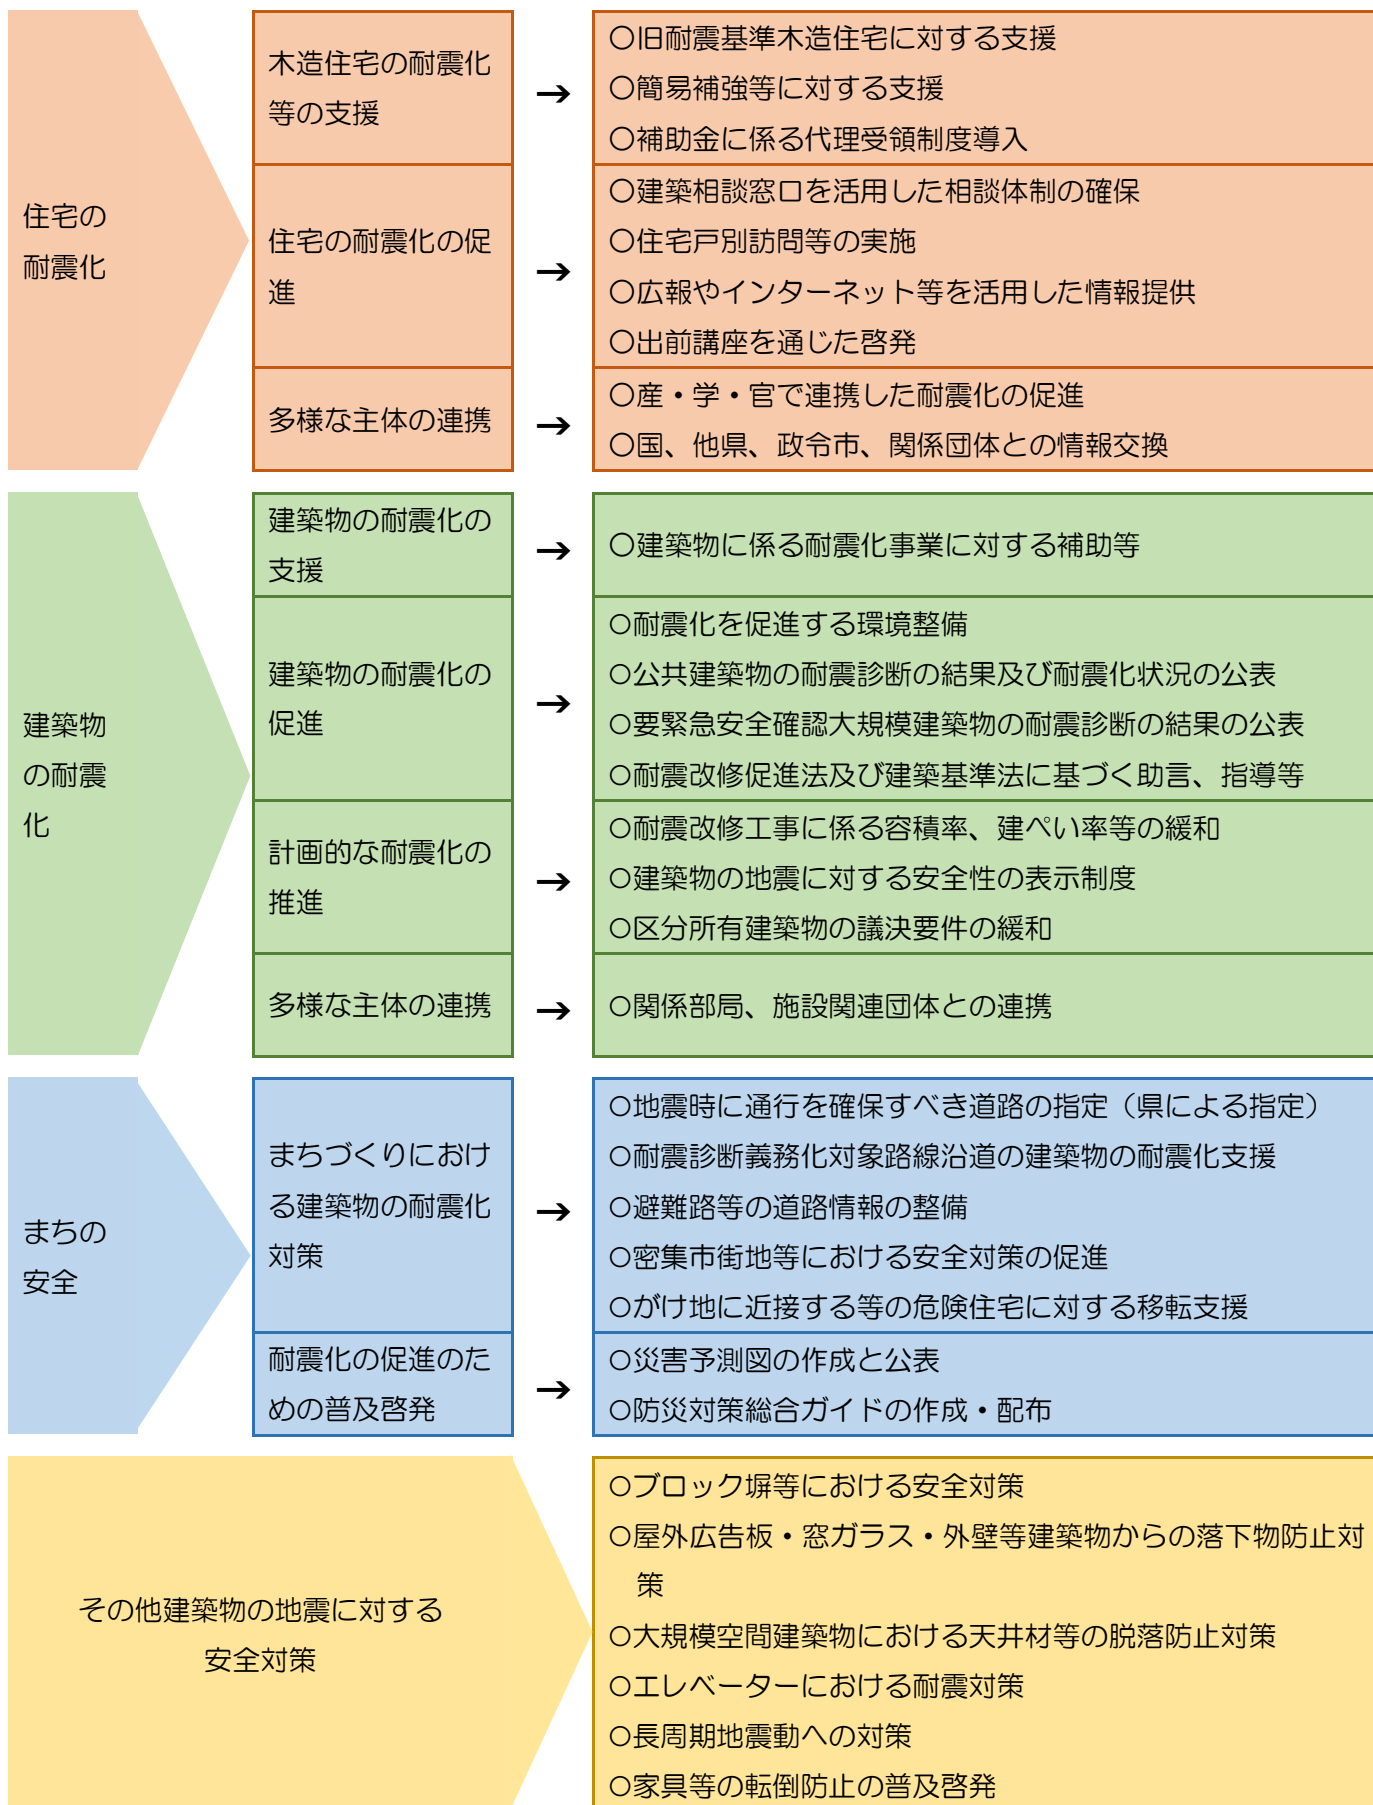 住宅の
耐震化
木造住宅の耐震化
等の支援
→
〇旧耐震基準木造住宅に対する支援
〇簡易補強等に対する支援
〇補助金に係る代理受領制度導入
住宅の耐震化の促
進
→
〇建築相談窓口を活用した相談体制の確保
〇住宅戸別訪問等の実施
〇広報やインターネット等を活用した情報提供
〇出前講座を通じた啓発
多様な主体の連携
→
〇産・学・官で連携した耐震化の促進
〇国、他県、政令市、関係団体との情報交換
建築物
の耐震
化
建築物の耐震化の
支援
→
〇建築物に係る耐震化事業に対する補助等
建築物の耐震化の
促進
→
○耐震化を促進する環境整備
○公共建築物の耐震診断の結果及び耐震化状況の公表
○要緊急安全確認大規模建築物の耐震診断の結果の公表
○耐震改修促進法及び建築基準法に基づく助言、指導等
計画的な耐震化の
推進
→
○耐震改修工事に係る容積率、建ぺい率等の緩和
○建築物の地震に対する安全性の表示制度
○区分所有建築物の議決要件の緩和
多様な主体の連携
→
○関係部局、施設関連団体との連携
まちの
安全
まちづくりにおけ
る建築物の耐震化
対策
→
○地震時に通行を確保すべき道路の指定（県による指定）
○耐震診断義務化対象路線沿道の建築物の耐震化支援
○避難路等の道路情報の整備
○密集市街地等における安全対策の促進
○がけ地に近接する等の危険住宅に対する移転支援
耐震化の促進のた
めの普及啓発
→
○災害予測図の作成と公表
○防災対策総合ガイドの作成・配布
その他建築物の地震に対する
安全対策
○ブロック塀等における安全対策
○屋外広告板・窓ガラス・外壁等建築物からの落下物防止対
策
○大規模空間建築物における天井材等の脱落防止対策
○エレベーターにおける耐震対策
○長周期地震動への対策
○家具等の転倒防止の普及啓発